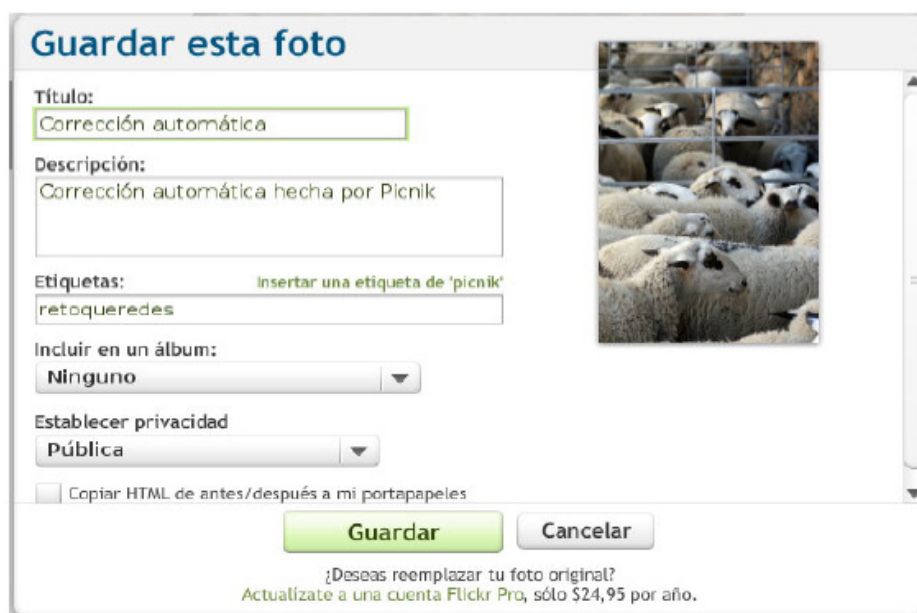 Guardar esta foto
Título:
Corrección automática
Descripción:
Corrección automática hecha por Picnik
Etiquetas:
Insertar una etiqueta de 'picnik'
retoqueredes
Incluir en un álbum:
Ninguno
Establecer privacidad
Pública
Copiar HTML de antes/después a mi portapapeles
Guardar
Cancelar
¿Deseas reemplazar tu foto original?
Actualízate a una cuenta Flickr Pro, sólo $24,95 por año.